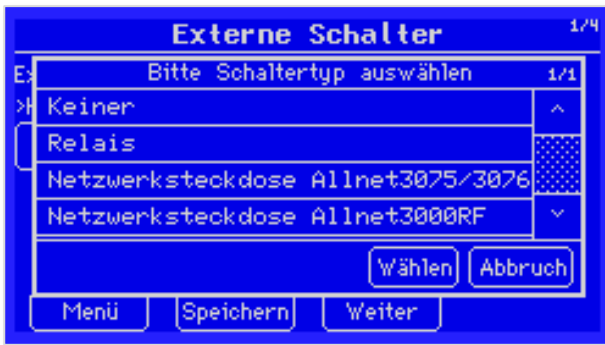 Externe Schalter 1/4
Bitte Schaltertyp auswählen 1/1
Keiner
Relais
Netzwerksteckdose Allnet3075/3076
Netzwerksteckdose Allnet3000RF
Wählen Abbruch
Menü Speichern Weiter